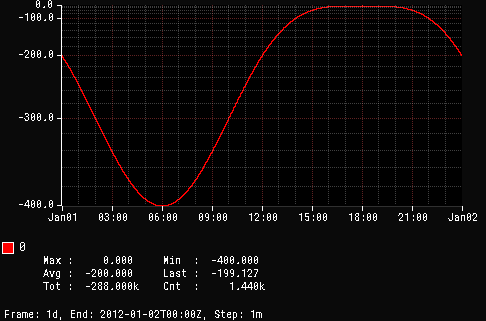 0.0
-100.0
-200.0
-300.0
-400.0
Jan01 03:00 06:00 09:00 12:00 15:00 18:00 21:00 Jan02
0
Max : 0.000 Min : -400.000
Avg : -200.000 Last : -199.127
Tot : -288.000k Cnt : 1.440k
Frame: 1d, End: 2012-01-02T00:00Z, Step: 1m